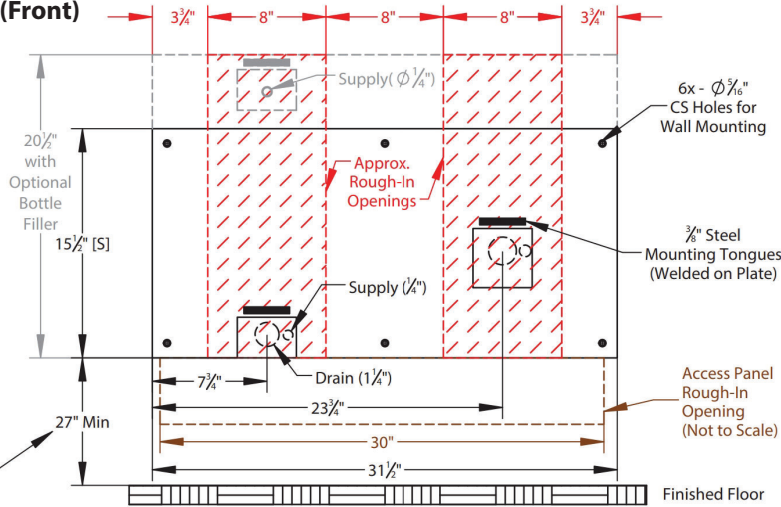 (Front)
3¾"
8"
8"
8"
3¾"
Supply( Ø ¼")
6x - Ø 5⁄16"
CS Holes for
Wall Mounting
20½"
with
Optional
Bottle
Filler
Approx.
Rough-In
Openings
15½" [S]
⅜" Steel
Mounting Tongues
(Welded on Plate)
Supply (¼")
Drain (1¼")
7¾"
23¾"
27" Min
Access Panel
Rough-In
Opening
(Not to Scale)
30"
31½"
Finished Floor